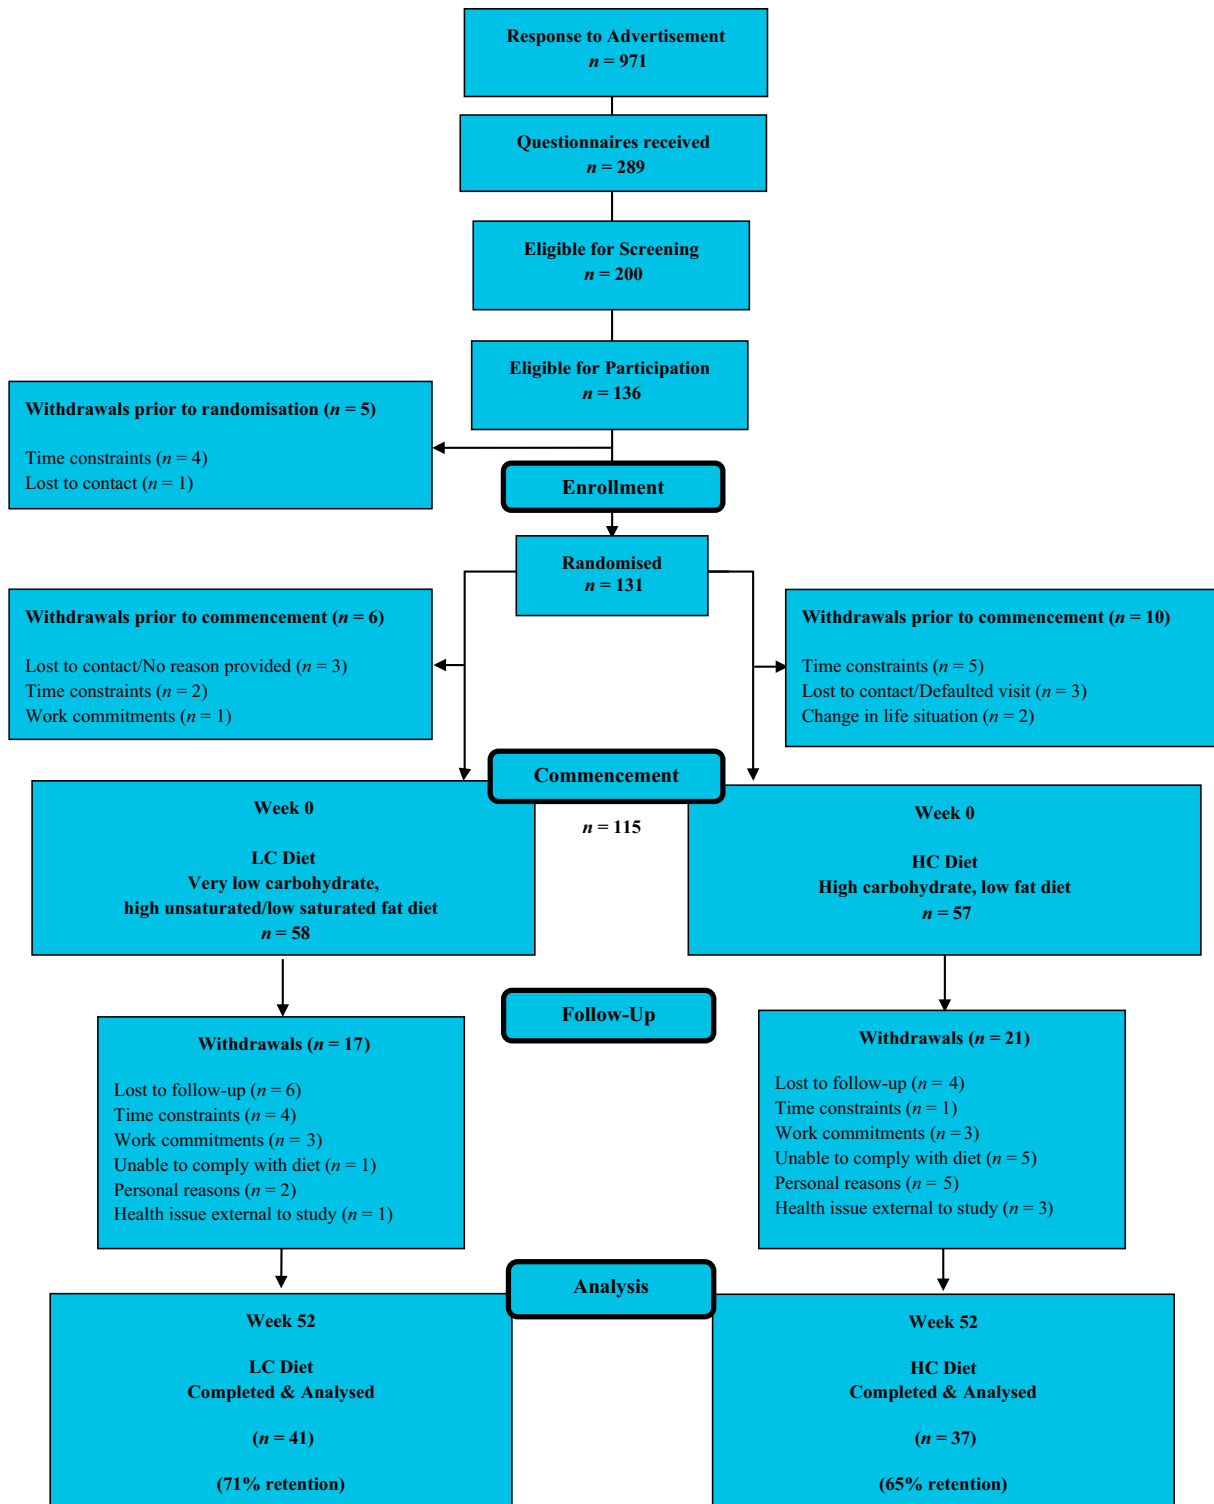 Response to Advertisement
n = 971
Questionnaires received
n = 289
Eligible for Screening
n = 200
Eligible for Participation
n = 136
Withdrawals prior to randomisation (n = 5)
Time constraints (n = 4)
Lost to contact (n = 1)
Enrollment
Randomised
n = 131
Withdrawals prior to commencement (n = 6)
Lost to contact/No reason provided (n = 3)
Time constraints (n = 2)
Work commitments (n = 1)
Withdrawals prior to commencement (n = 10)
Time constraints (n = 5)
Lost to contact/Defaulted visit (n = 3)
Change in life situation (n = 2)
Commencement
n = 115
Week 0
LC Diet
Very low carbohydrate,
high unsaturated/low saturated fat diet
n = 58
Week 0
HC Diet
High carbohydrate, low fat diet
n = 57
Follow-Up
Withdrawals (n = 17)
Lost to follow-up (n = 6)
Time constraints (n = 4)
Work commitments (n = 3)
Unable to comply with diet (n = 1)
Personal reasons (n = 2)
Health issue external to study (n = 1)
Withdrawals (n = 21)
Lost to follow-up (n = 4)
Time constraints (n = 1)
Work commitments (n =3)
Unable to comply with diet (n = 5)
Personal reasons (n = 5)
Health issue external to study (n = 3)
Analysis
Week 52
LC Diet
Completed & Analysed
(n = 41)
(71% retention)
Week 52
HC Diet
Completed & Analysed
(n = 37)
(65% retention)